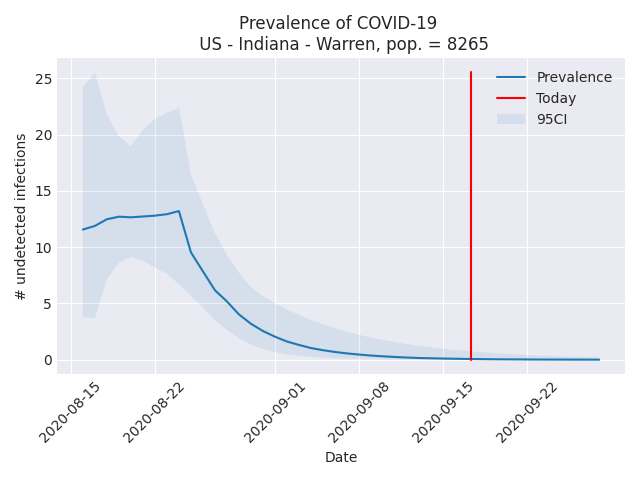 Prevalence of COVID-19
US - Indiana - Warren, pop. = 8265
Prevalence
Today
95CI
# undetected infections
25
20
15
10
5
0
2020-08-15
2020-08-22
2020-09-01
2020-09-08
2020-09-15
2020-09-22
Date